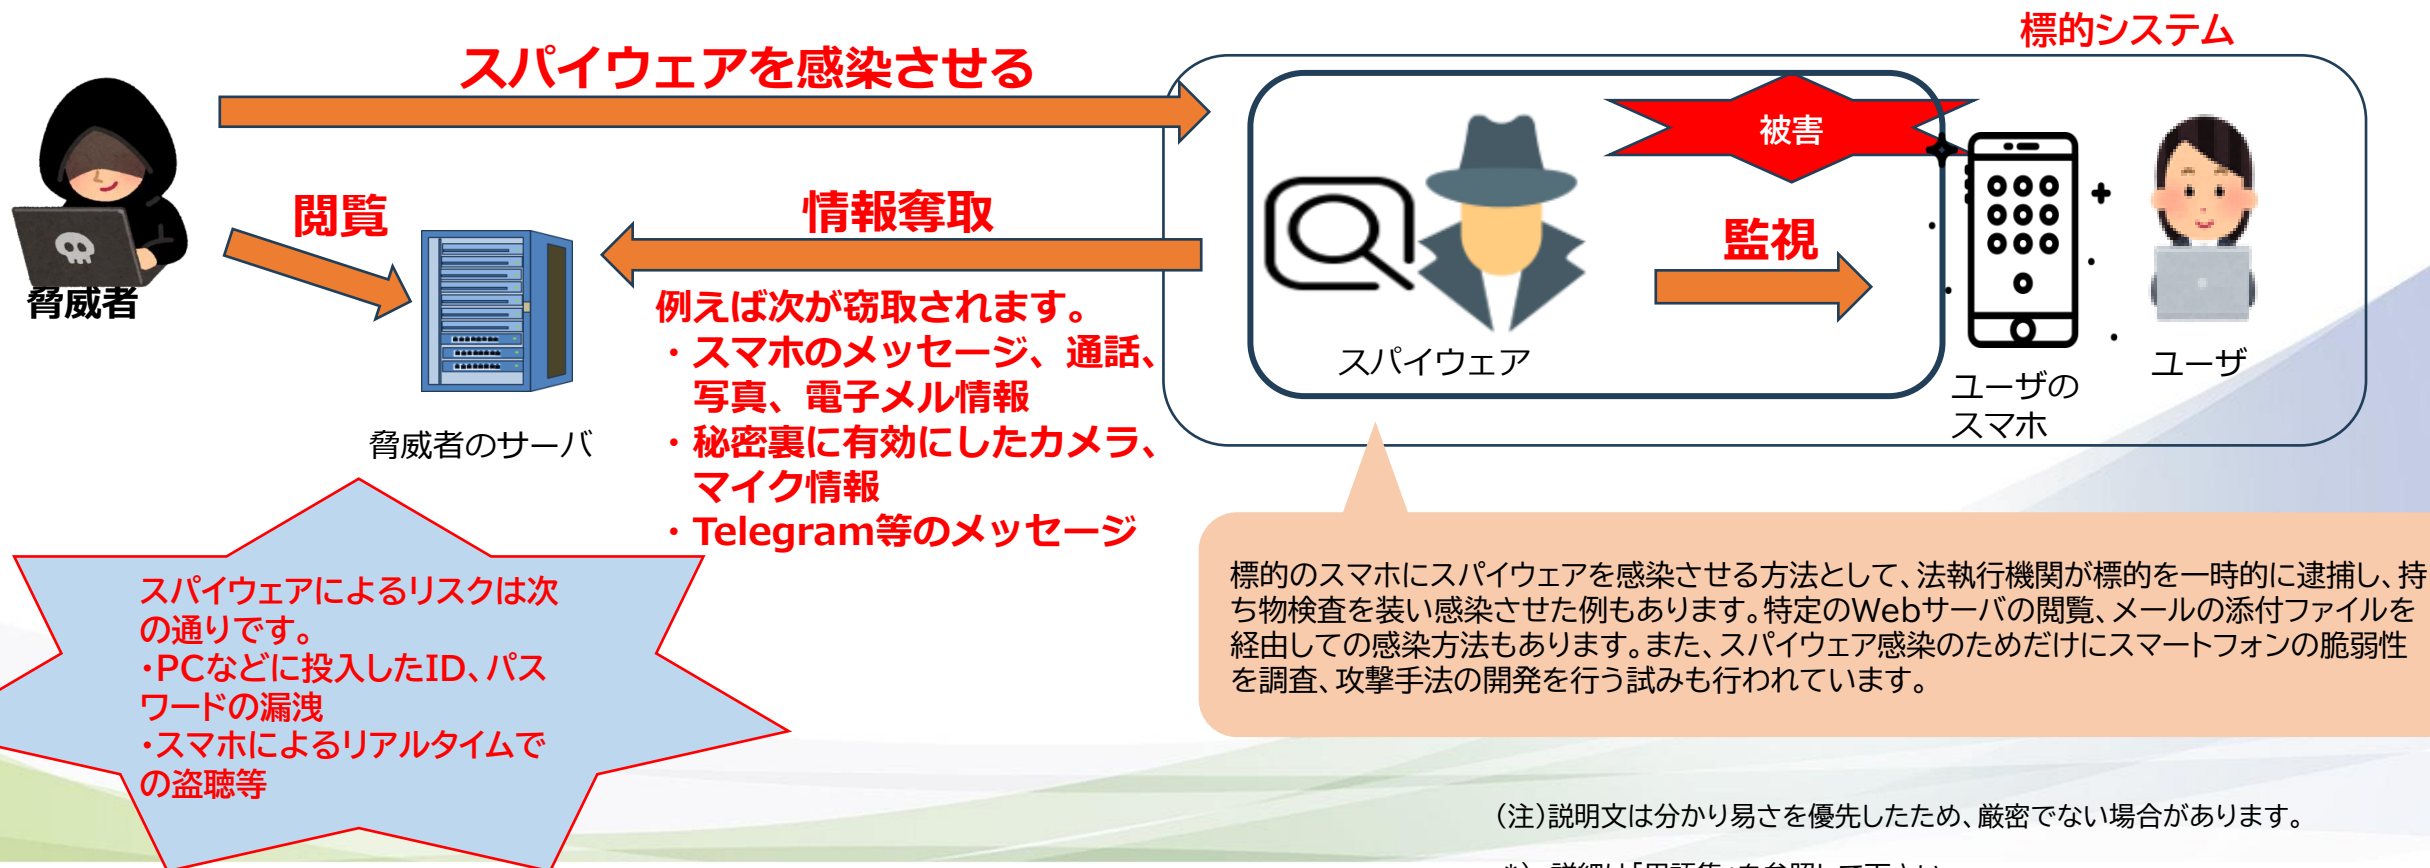 標的システム
スパイウェアを感染させる
被害
閲覧
情報奪取
監視
脅威者
例えば次が窃取されます。
・スマホのメッセージ、通話、
写真、電子メル情報
・秘密裏に有効にしたカメラ、
マイク情報
・Telegram等のメッセージ
スパイウェア
ユーザの
スマホ
ユーザ
脅威者のサーバ
スパイウェアによるリスクは次
の通りです。
・PCなどに投入したID、パス
ワードの漏洩
・スマホによるリアルタイムで
の盗聴等
標的のスマホにスパイウェアを感染させる方法として、法執行機関が標的を一時的に逮捕し、持
ち物検査を装い感染させた例もあります。特定のWebサーバの閲覧、メールの添付ファイルを
経由しての感染方法もあります。また、スパイウェア感染のためだけにスマートフォンの脆弱性
を調査、攻撃手法の開発を行う試みも行われています。
（注）説明文は分かり易さを優先したため、厳密でない場合があります。